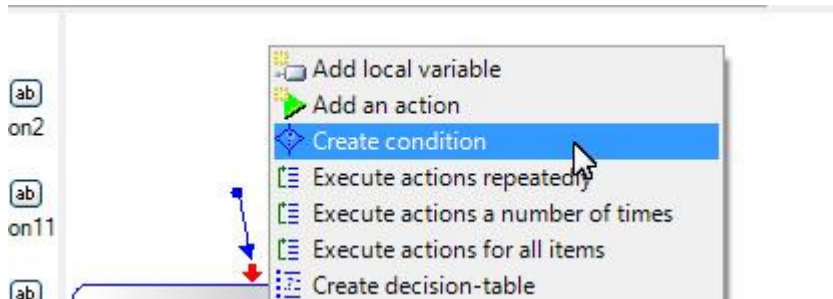 Add local variable
ab
Add an action
on2
Create condition
Execute actions repeatedly
ab
Execute actions a number of times
on11
Execute actions for all items
ab
Create decision-table